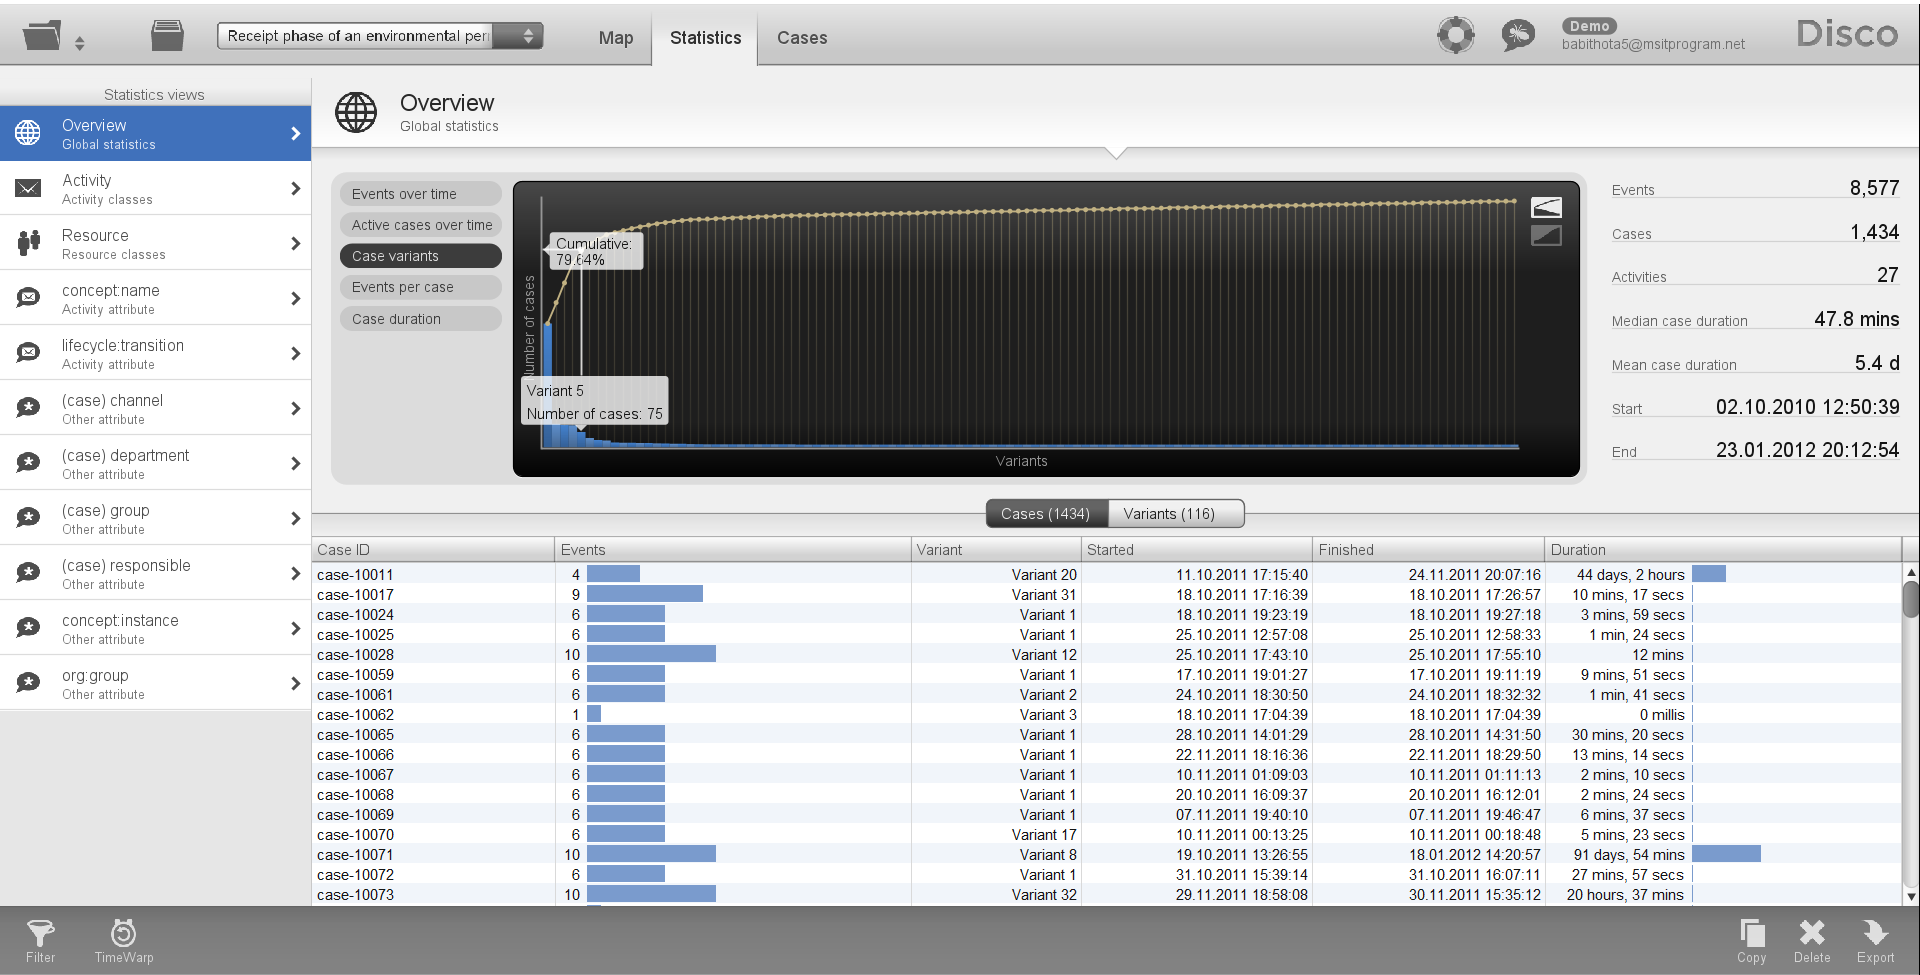 Receipt phase of an environmental per
Map
Statistics
Cases
Demo
babithota5@msitprogram.net
Disco
Statistics views
Overview
Global statistics
Activity
Activity classes
Resource
Resource classes
concept:name
Activity attribute
lifecycle:transition
Activity attribute
(case) channel
Other attribute
(case) department
Other attribute
(case) group
Other attribute
(case) responsible
Other attribute
concept:instance
Other attribute
org:group
Other attribute
Overview
Global statistics
Events over time
Active cases over time
Case variants
Events per case
Case duration
Number of cases
Cumulative:
79.64%
Variant 5
Number of cases: 75
Variants
Events 8,577
Cases 1,434
Activities 27
Median case duration 47.8 mins
Mean case duration 5.4 d
Start 02.10.2010 12:50:39
End 23.01.2012 20:12:54
Cases (1434) Variants (116)
Case ID Events Variant Started Finished Duration
case-10011 4 Variant 20 11.10.2011 17:15:40 24.11.2011 20:07:16 44 days, 2 hours
case-10017 9 Variant 31 18.10.2011 17:16:39 18.10.2011 17:26:57 10 mins, 17 secs
case-10024 6 Variant 1 18.10.2011 19:23:19 18.10.2011 19:27:18 3 mins, 59 secs
case-10025 6 Variant 1 25.10.2011 12:57:08 25.10.2011 12:58:33 1 min, 24 secs
case-10028 10 Variant 12 25.10.2011 17:43:10 25.10.2011 17:55:10 12 mins
case-10059 6 Variant 1 17.10.2011 19:01:27 17.10.2011 19:11:19 9 mins, 51 secs
case-10061 6 Variant 2 24.10.2011 18:30:50 24.10.2011 18:32:32 1 min, 41 secs
case-10062 1 Variant 3 18.10.2011 17:04:39 18.10.2011 17:04:39 0 millis
case-10065 6 Variant 1 28.10.2011 14:01:29 28.10.2011 14:31:50 30 mins, 20 secs
case-10066 6 Variant 1 22.11.2011 18:16:36 22.11.2011 18:29:50 13 mins, 14 secs
case-10067 6 Variant 1 10.11.2011 01:09:03 10.11.2011 01:11:13 2 mins, 10 secs
case-10068 6 Variant 1 20.10.2011 16:09:37 20.10.2011 16:12:01 2 mins, 24 secs
case-10069 6 Variant 1 07.11.2011 19:40:10 07.11.2011 19:46:47 6 mins, 37 secs
case-10070 6 Variant 17 10.11.2011 00:13:25 10.11.2011 00:18:48 5 mins, 23 secs
case-10071 10 Variant 8 19.10.2011 13:26:55 18.01.2012 14:20:57 91 days, 54 mins
case-10072 6 Variant 1 31.10.2011 15:39:14 31.10.2011 16:07:11 27 mins, 57 secs
case-10073 10 Variant 32 29.11.2011 18:58:08 30.11.2011 15:35:12 20 hours, 37 mins
Filter
TimeWarp
Copy
Delete
Export